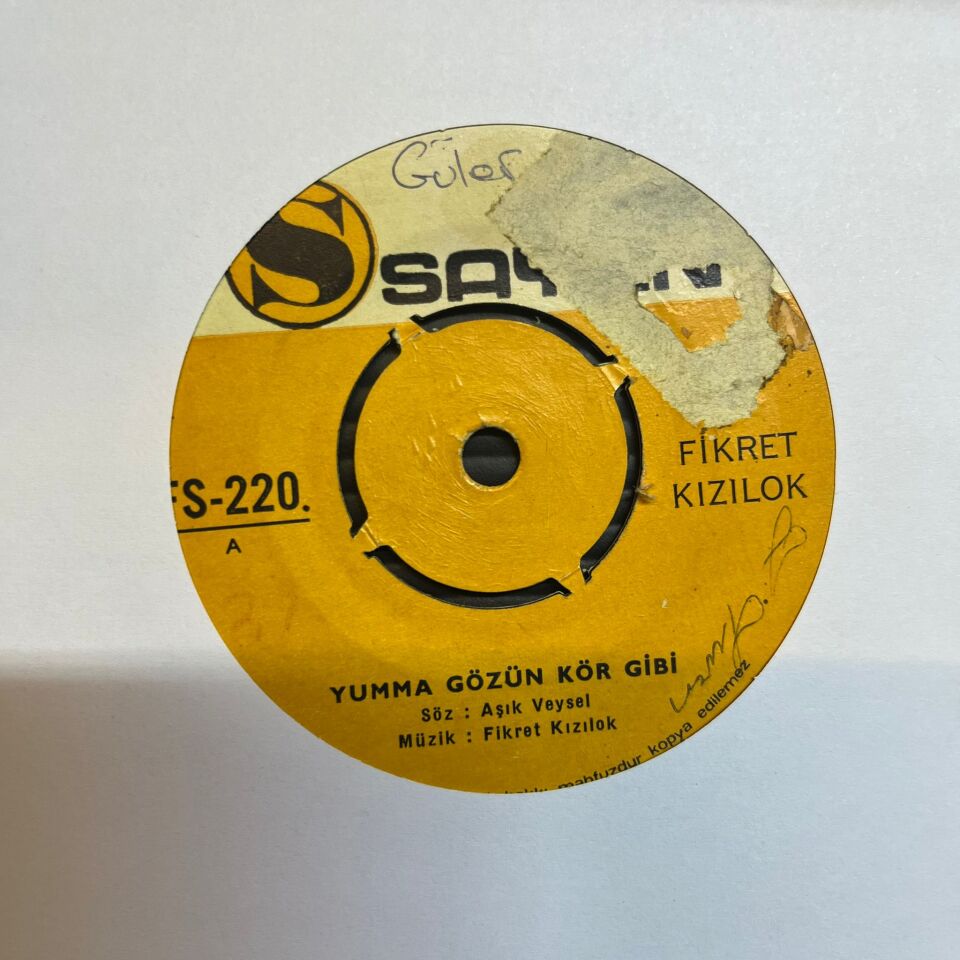 Güler
S
FİKRET
KIZILOK
FS-220.
A
YUMMA GÖZÜN KÖR GİBİ
Söz : Aşık Veysel
Müzik : Fikret Kızılok
mahfuzdur kopya edilemez